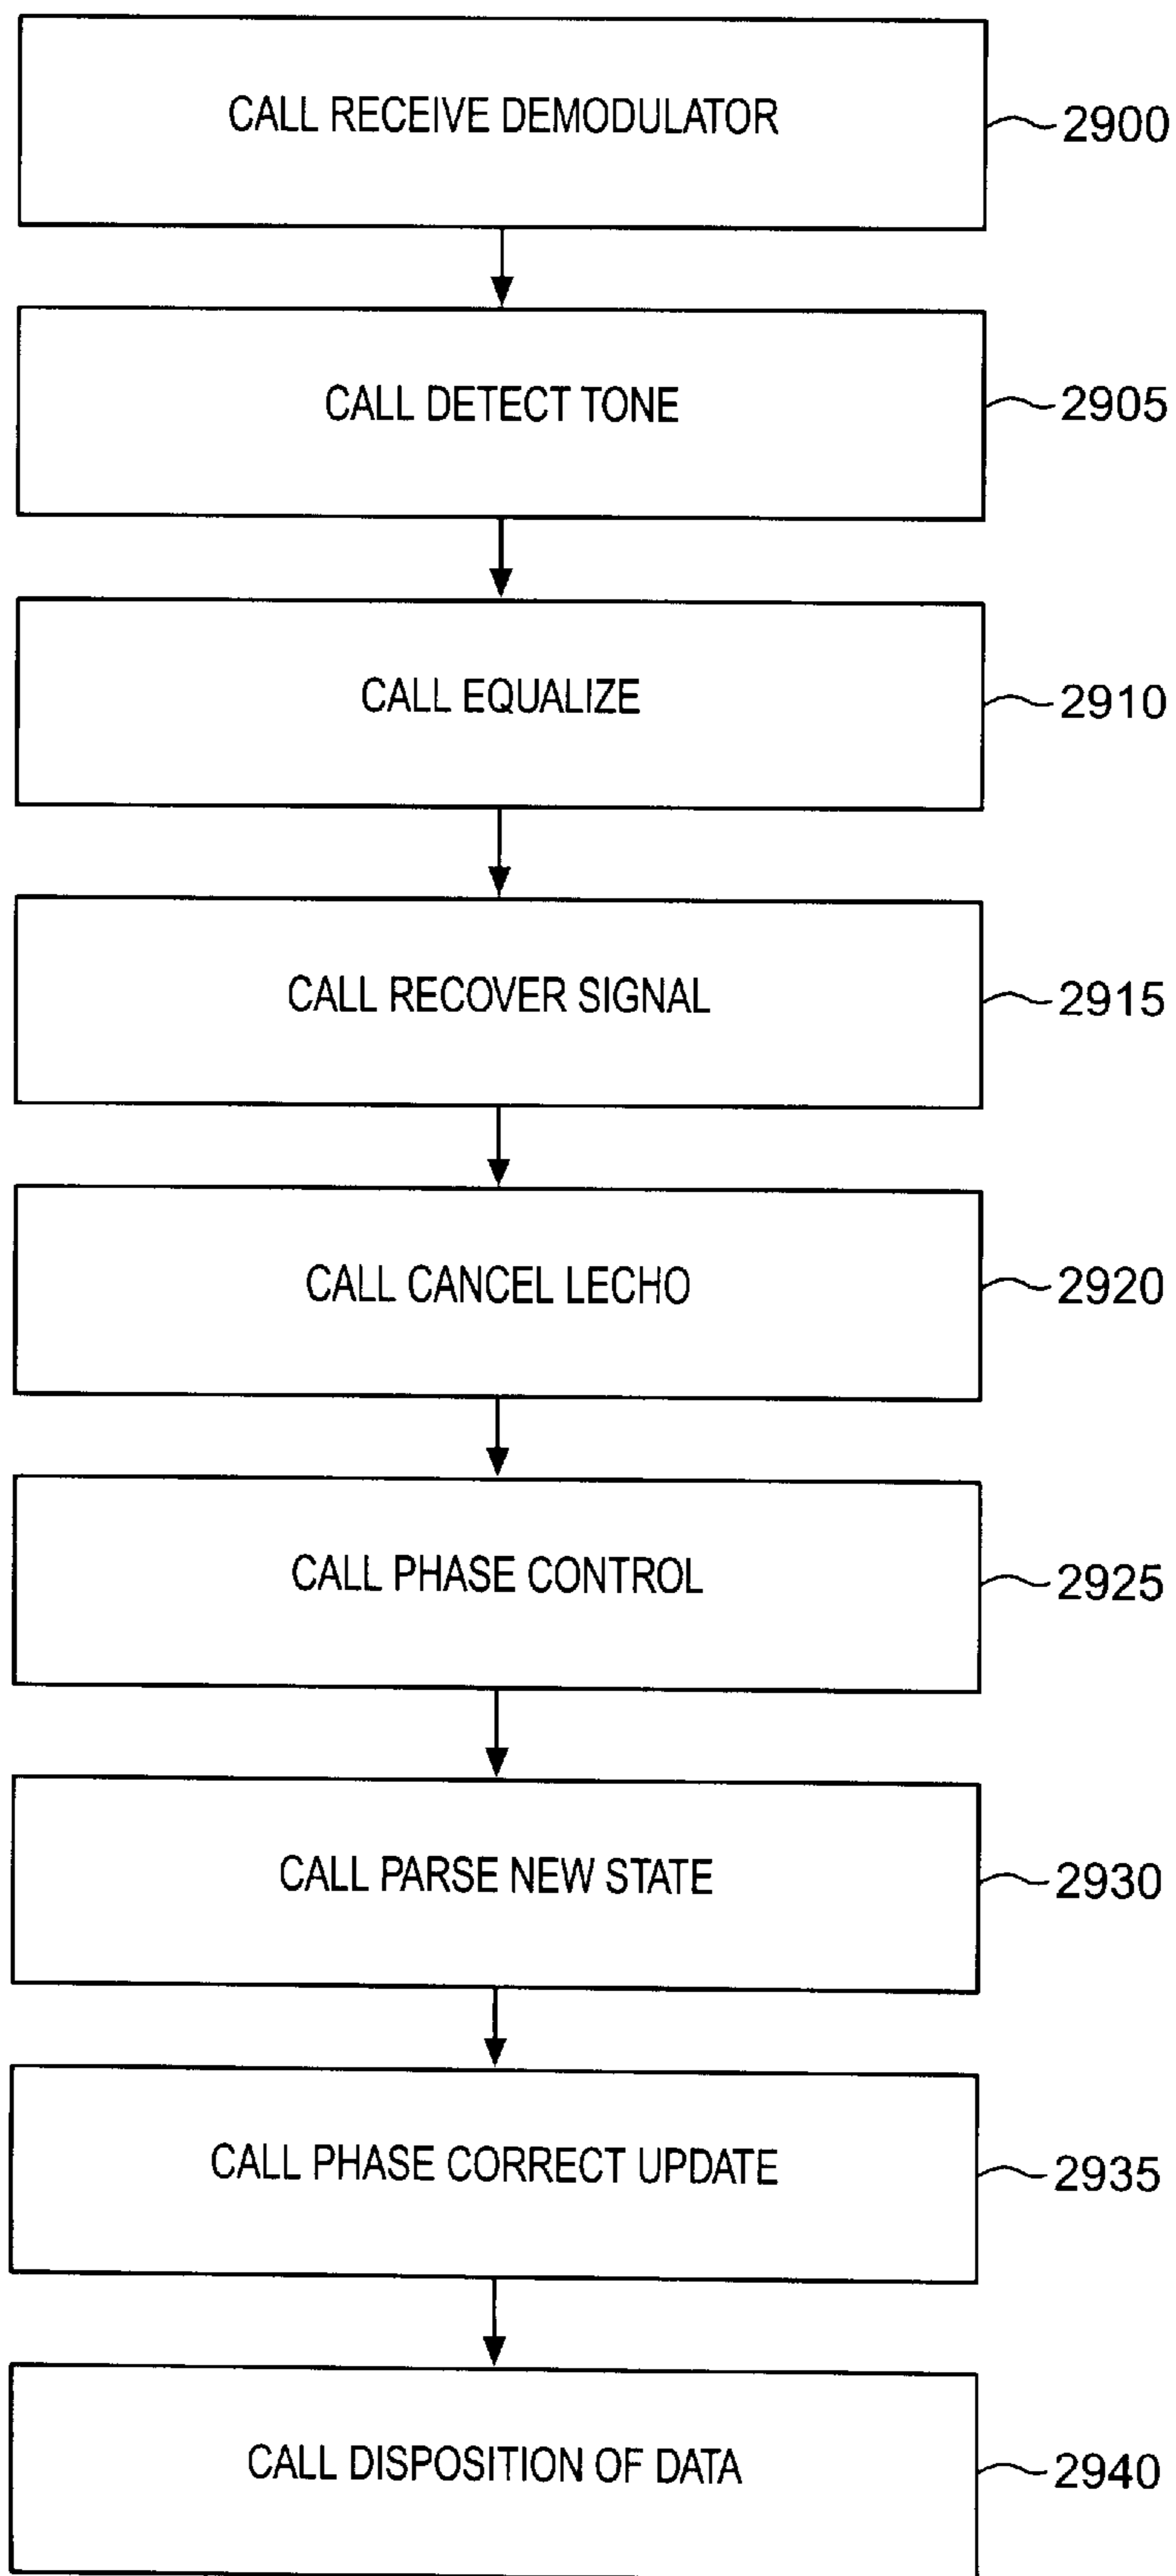 CALL RECEIVE DEMODULATOR
2900
CALL DETECT TONE
2905
CALL EQUALIZE
2910
CALL RECOVER SIGNAL
2915
CALL CANCEL LECHO
2920
CALL PHASE CONTROL
2925
CALL PARSE NEW STATE
2930
CALL PHASE CORRECT UPDATE
2935
CALL DISPOSITION OF DATA
2940